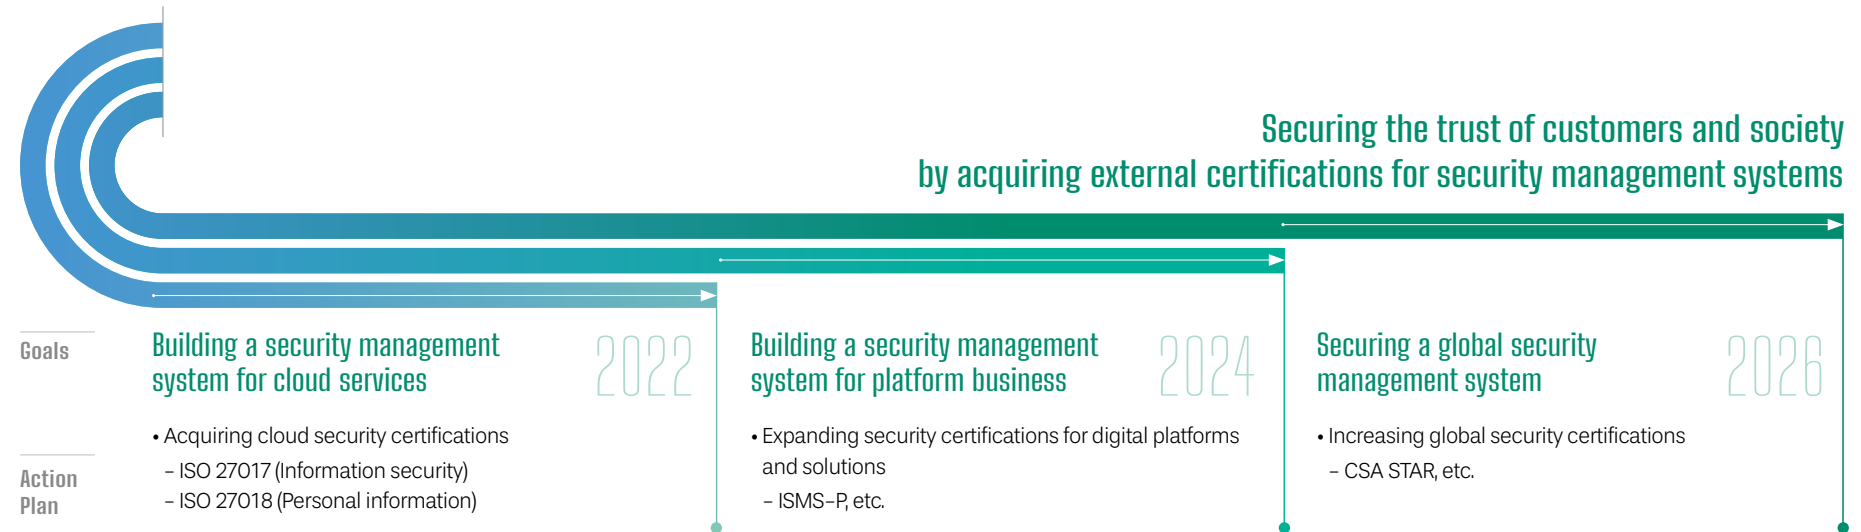 Securing the trust of customers and society
by acquiring external certifications for security management systems
Goals
Building a security management
system for cloud services
2022
Building a security management
system for platform business
2024
Securing a global security
management system
2026
Action
Plan
• Acquiring cloud security certifications
– ISO 27017 (Information security)
– ISO 27018 (Personal information)
• Expanding security certifications for digital platforms
and solutions
– ISMS-P, etc.
• Increasing global security certifications
– CSA STAR, etc.